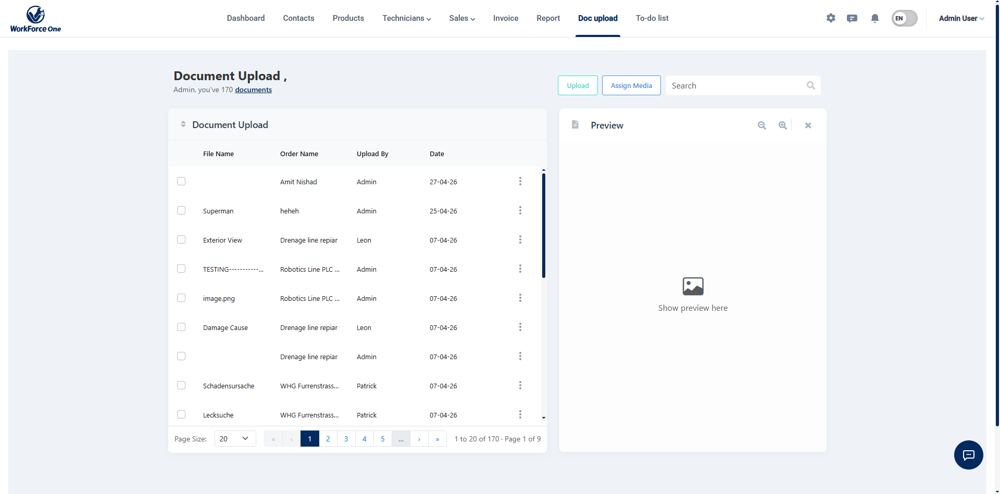 WorkForce One
Dashboard Contacts Products Technicians Sales Invoice Report Doc upload To-do list EN Admin User
Document Upload ,
Admin, you've 170 documents
Upload Assign Media Search
Document Upload
Preview
File Name Order Name Upload By Date
Amit Nishad Admin 27-04-26
Superman heheh Admin 25-04-26
Exterior View Drenage line repiar Leon 07-04-26
TESTING-----------... Robotics Line PLC ... Admin 07-04-26
image.png Robotics Line PLC ... Admin 07-04-26
Damage Cause Drenage line repiar Leon 07-04-26
Drenage line repiar Admin 07-04-26
Schadensursache WHG Furrenstrass... Patrick 07-04-26
Lecksuche WHG Furrenstrass... Patrick 07-04-26
Show preview here
Page Size: 20 « ‹ 1 2 3 4 5 ... › » 1 to 20 of 170 · Page 1 of 9